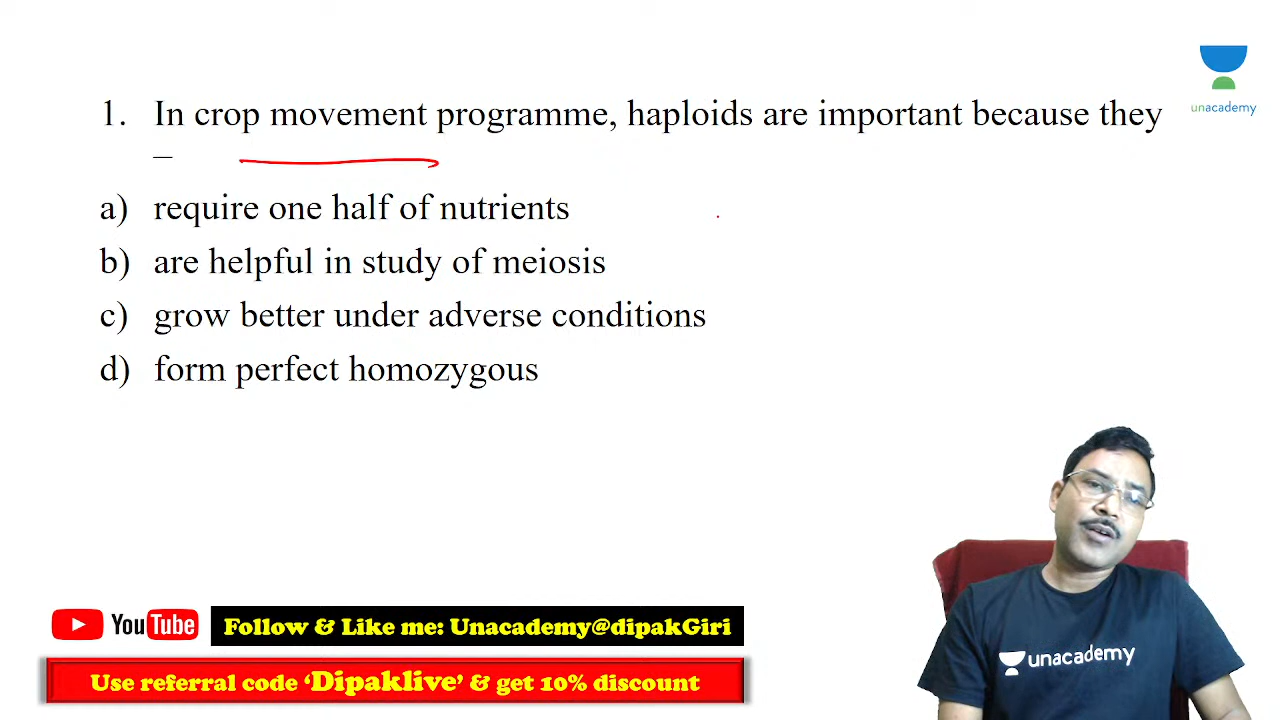 unacademy
1. In crop movement programme, haploids are important because they
–
a) require one half of nutrients
b) are helpful in study of meiosis
c) grow better under adverse conditions
d) form perfect homozygous
unacademy
YouTube Follow & Like me: Unacademy@dipakGiri
Use referral code ‘Dipaklive’ & get 10% discount